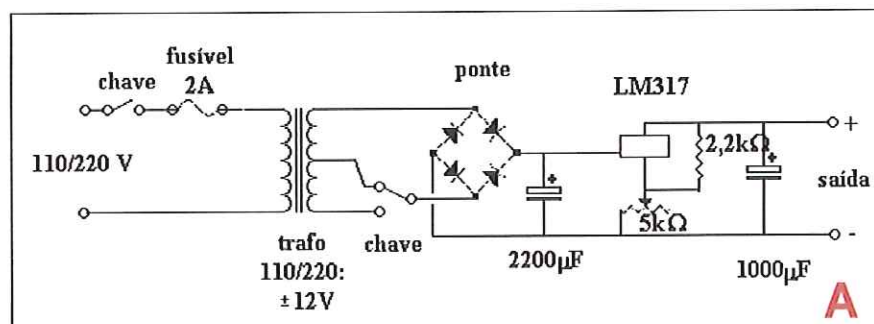 fusível
2A
chave
ponte
LM317
+
110/220 V
+
2,2kΩ
+
saída
5kΩ
-
trafo
110/220:
±12V
chave
2200µF
1000µF
A